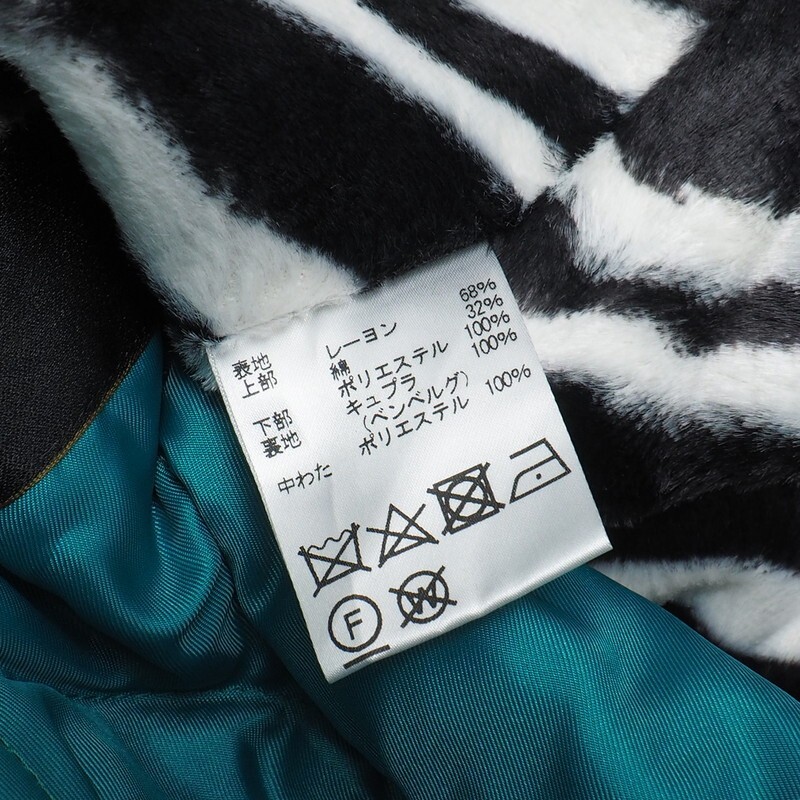 表地 レーヨン 68%
上部 綿 32%
ポリエステル 100%
下部 キュプラ 100%
裏地 (ベンベルグ)
ポリエステル 100%
中わた
F
W